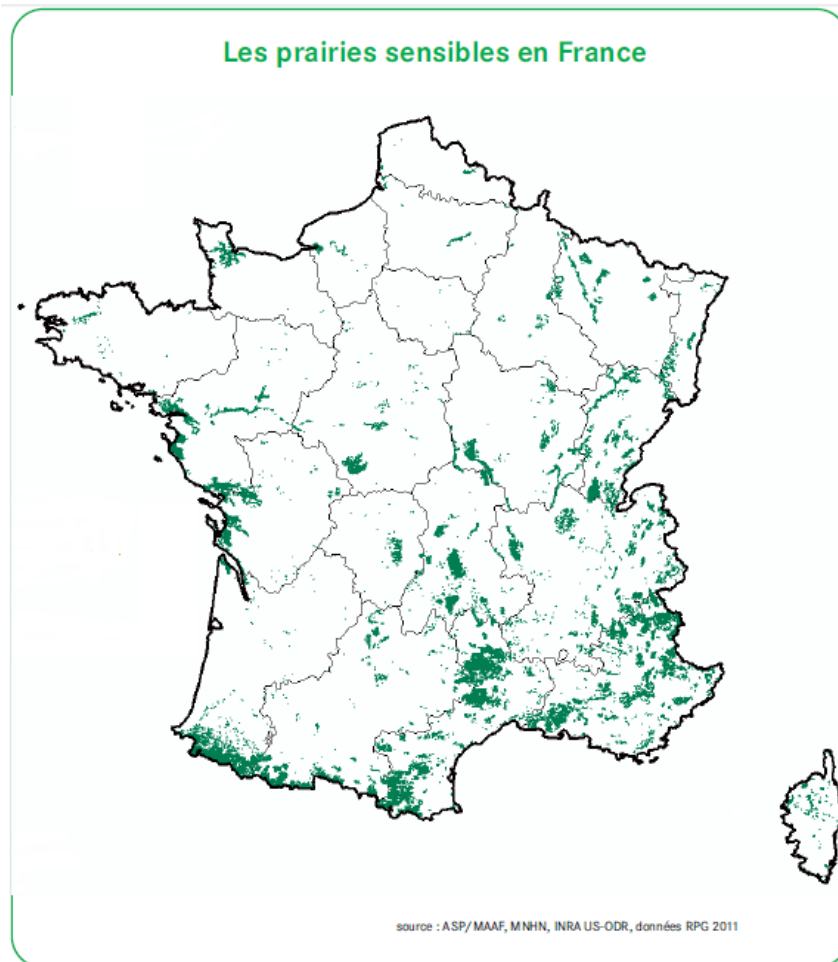 Les prairies sensibles en France
source : ASP/MAAF, MNHN, INRA US-ODR, données RPG 2011